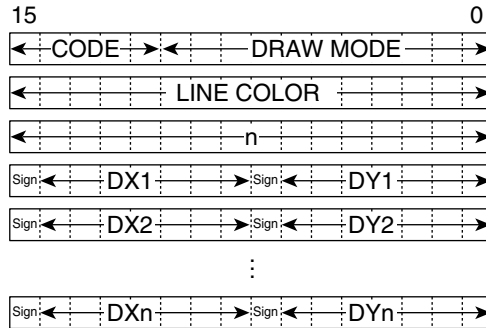 15 0
CODE DRAW MODE
LINE COLOR
n
Sign DX1 Sign DY1
Sign DX2 Sign DY2
⋮
Sign DXn Sign DYn